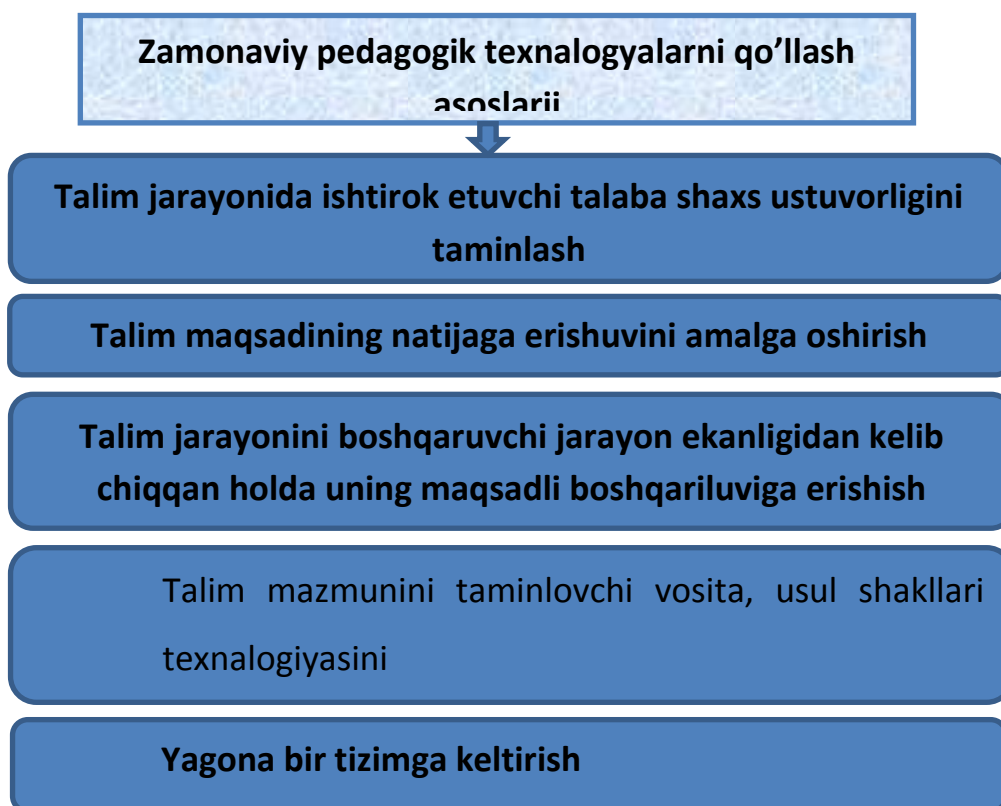 Zamonaviy pedagogik texnalogyalarni qo’llash
asoslarii
Talim jarayonida ishtirok etuvchi talaba shaxs ustuvorligini
taminlash
Talim maqsadining natijaga erishuvini amalga oshirish
Talim jarayonini boshqaruvchi jarayon ekanligidan kelib
chiqqan holda uning maqsadli boshqariluviga erishish
Talim mazmunini taminlovchi vosita, usul shakllari
texnalogiyasini
Yagona bir tizimga keltirish